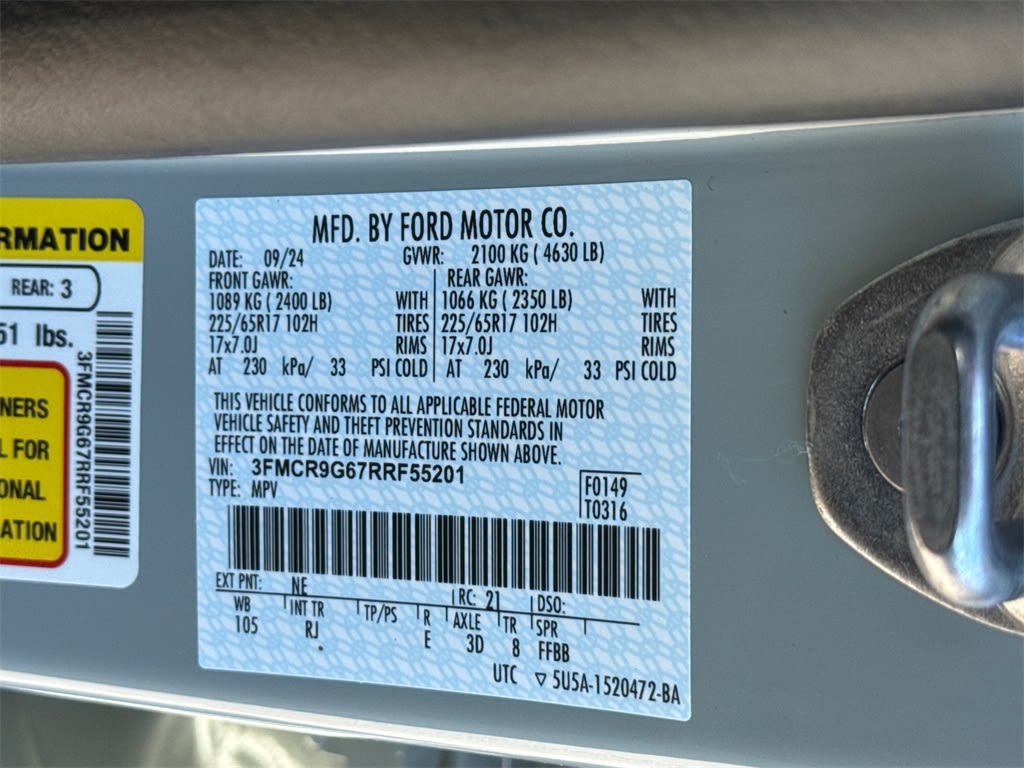 RMATION
REAR: 3
51 lbs.
NERS
L FOR
ONAL
ATION
3FMCR9G67RRF55201
MFD. BY FORD MOTOR CO.
DATE: 09/24 GVWR: 2100 KG ( 4630 LB)
FRONT GAWR: REAR GAWR:
1089 KG ( 2400 LB) WITH 1066 KG ( 2350 LB) WITH
225/65R17 102H TIRES 225/65R17 102H TIRES
17x7.0J RIMS 17x7.0J RIMS
AT 230 kPa/ 33 PSI COLD AT 230 kPa/ 33 PSI COLD
THIS VEHICLE CONFORMS TO ALL APPLICABLE FEDERAL MOTOR
VEHICLE SAFETY AND THEFT PREVENTION STANDARDS IN
EFFECT ON THE DATE OF MANUFACTURE SHOWN ABOVE.
VIN: 3FMCR9G67RRF55201
TYPE: MPV
F0149
T0316
EXT PNT: NE RC: 21 DSO:
WB INT TR TP/PS R AXLE TR SPR
105 RJ E 3D 8 FFBB
UTC ▽ 5U5A-1520472-BA